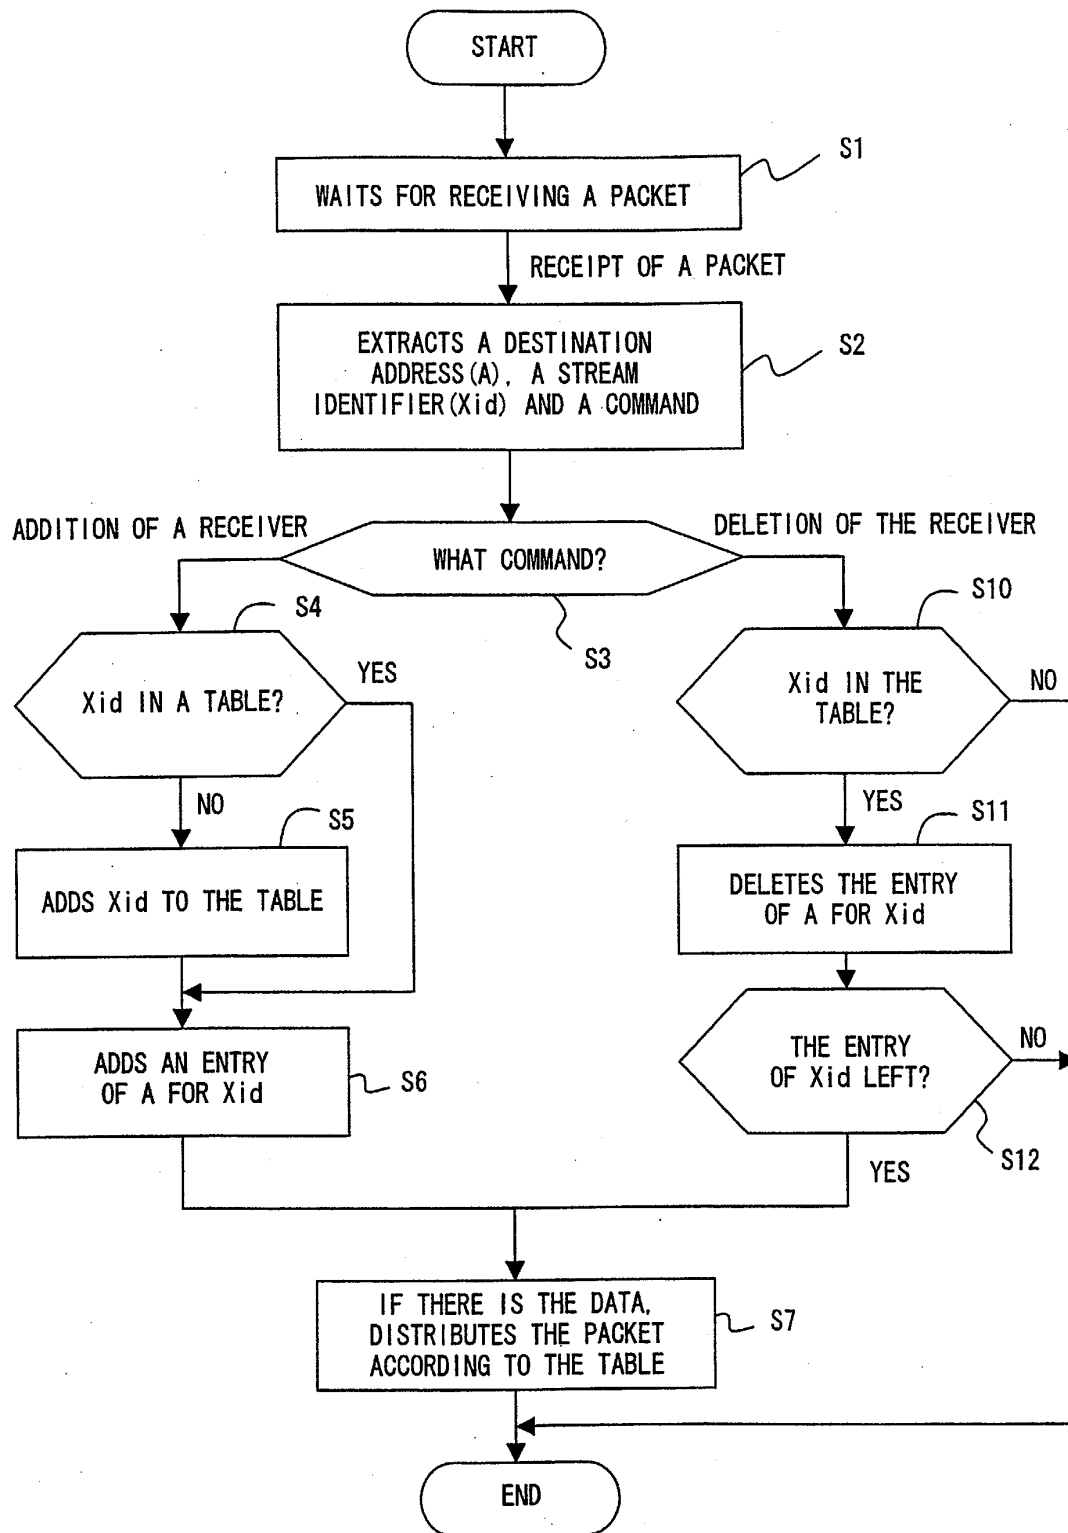 START
S1
WAITS FOR RECEIVING A PACKET
RECEIPT OF A PACKET
S2
EXTRACTS A DESTINATION
ADDRESS(A), A STREAM
IDENTIFIER(Xid) AND A COMMAND
ADDITION OF A RECEIVER
DELETION OF THE RECEIVER
WHAT COMMAND?
S3
S4
Xid IN A TABLE?
YES
NO
S5
ADDS Xid TO THE TABLE
ADDS AN ENTRY
OF A FOR Xid
S6
S10
Xid IN THE
TABLE?
NO
YES
S11
DELETES THE ENTRY
OF A FOR Xid
THE ENTRY
OF Xid LEFT?
NO
S12
YES
IF THERE IS THE DATA,
DISTRIBUTES THE PACKET
ACCORDING TO THE TABLE
S7
END